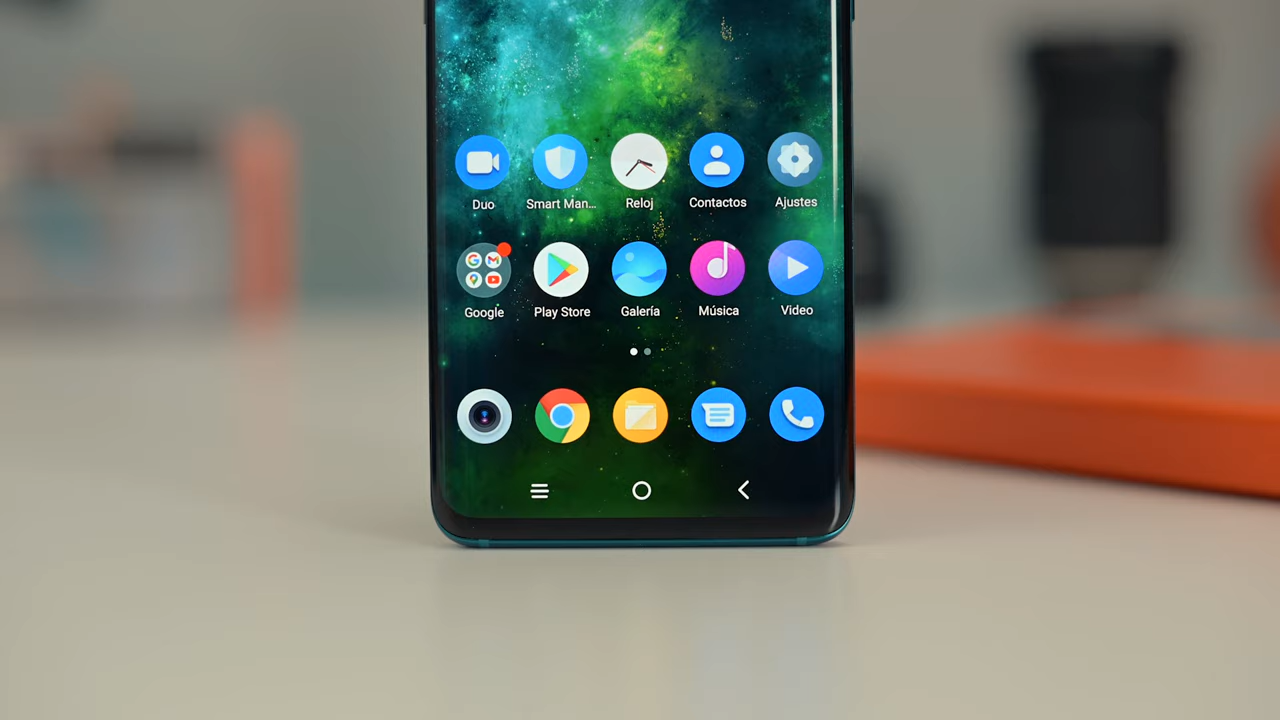 Duo
Smart Man...
Reloj
Contactos
Ajustes
Google
Play Store
Galería
Música
Video